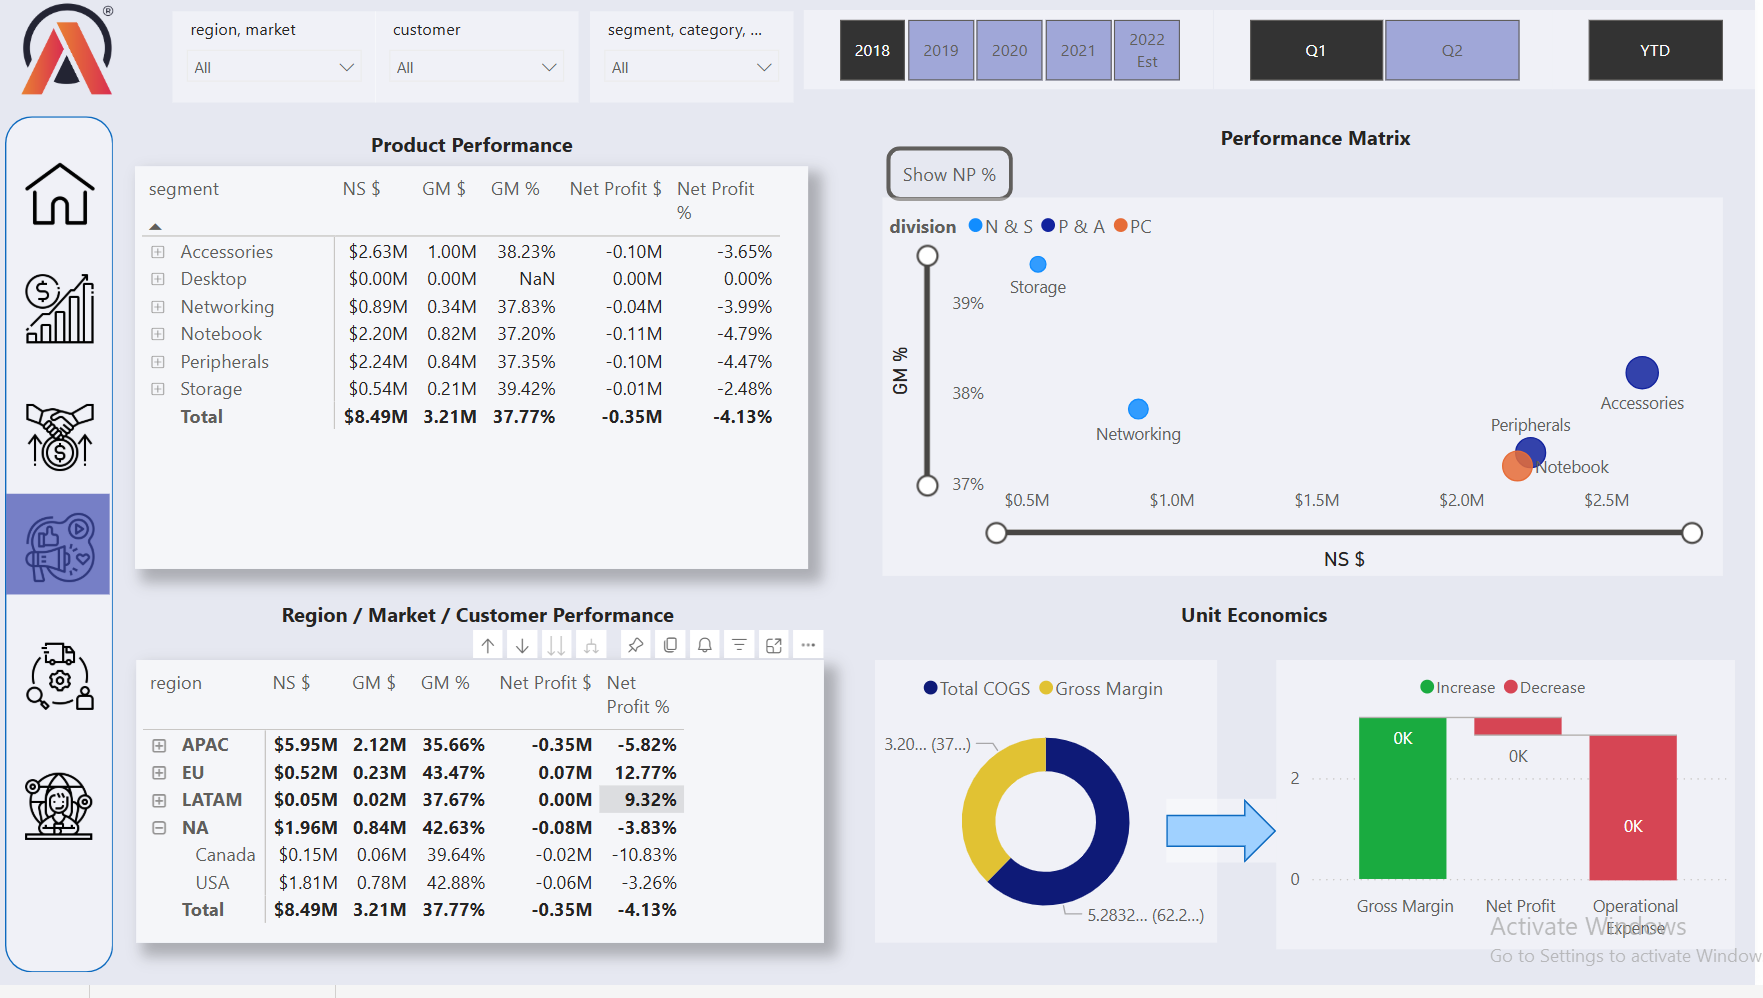 ®
region, market
All
customer
All
segment, category, ...
All
2018
2019
2020
2021
2022
Est
Q1
Q2
YTD
Product Performance
segment NS $ GM $ GM % Net Profit $ Net Profit
%
Accessories $2.63M 1.00M 38.23% -0.10M -3.65%
Desktop $0.00M 0.00M NaN 0.00M 0.00%
Networking $0.89M 0.34M 37.83% -0.04M -3.99%
Notebook $2.20M 0.82M 37.20% -0.11M -4.79%
Peripherals $2.24M 0.84M 37.35% -0.10M -4.47%
Storage $0.54M 0.21M 39.42% -0.01M -2.48%
Total $8.49M 3.21M 37.77% -0.35M -4.13%
Performance Matrix
Show NP %
division N & S P & A PC
GM %
39%
38%
37%
Storage
Networking
Accessories
Peripherals
Notebook
$0.5M $1.0M $1.5M $2.0M $2.5M
NS $
Region / Market / Customer Performance
region NS $ GM $ GM % Net Profit $ Net
Profit %
APAC $5.95M 2.12M 35.66% -0.35M -5.82%
EU $0.52M 0.23M 43.47% 0.07M 12.77%
LATAM $0.05M 0.02M 37.67% 0.00M 9.32%
NA $1.96M 0.84M 42.63% -0.08M -3.83%
Canada $0.15M 0.06M 39.64% -0.02M -10.83%
USA $1.81M 0.78M 42.88% -0.06M -3.26%
Total $8.49M 3.21M 37.77% -0.35M -4.13%
Unit Economics
Total COGS Gross Margin
3.20... (37...)
5.2832... (62.2...)
Increase Decrease
2
0
0K
0K
0K
Gross Margin Net Profit Operational
Expense
Activate Windows
Go to Settings to activate Window